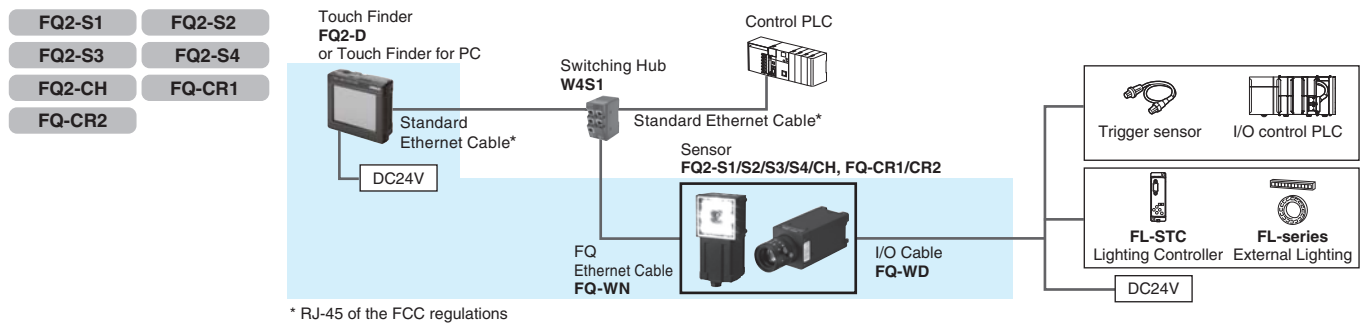 FQ2-S1
FQ2-S2
FQ2-S3
FQ2-S4
FQ2-CH
FQ-CR1
FQ-CR2
Touch Finder
FQ2-D
or Touch Finder for PC
Standard
Ethernet Cable*
DC24V
Switching Hub
W4S1
Control PLC
Standard Ethernet Cable*
Sensor
FQ2-S1/S2/S3/S4/CH, FQ-CR1/CR2
FQ
Ethernet Cable
FQ-WN
I/O Cable
FQ-WD
Trigger sensor
I/O control PLC
FL-STC
Lighting Controller
FL-series
External Lighting
DC24V
* RJ-45 of the FCC regulations